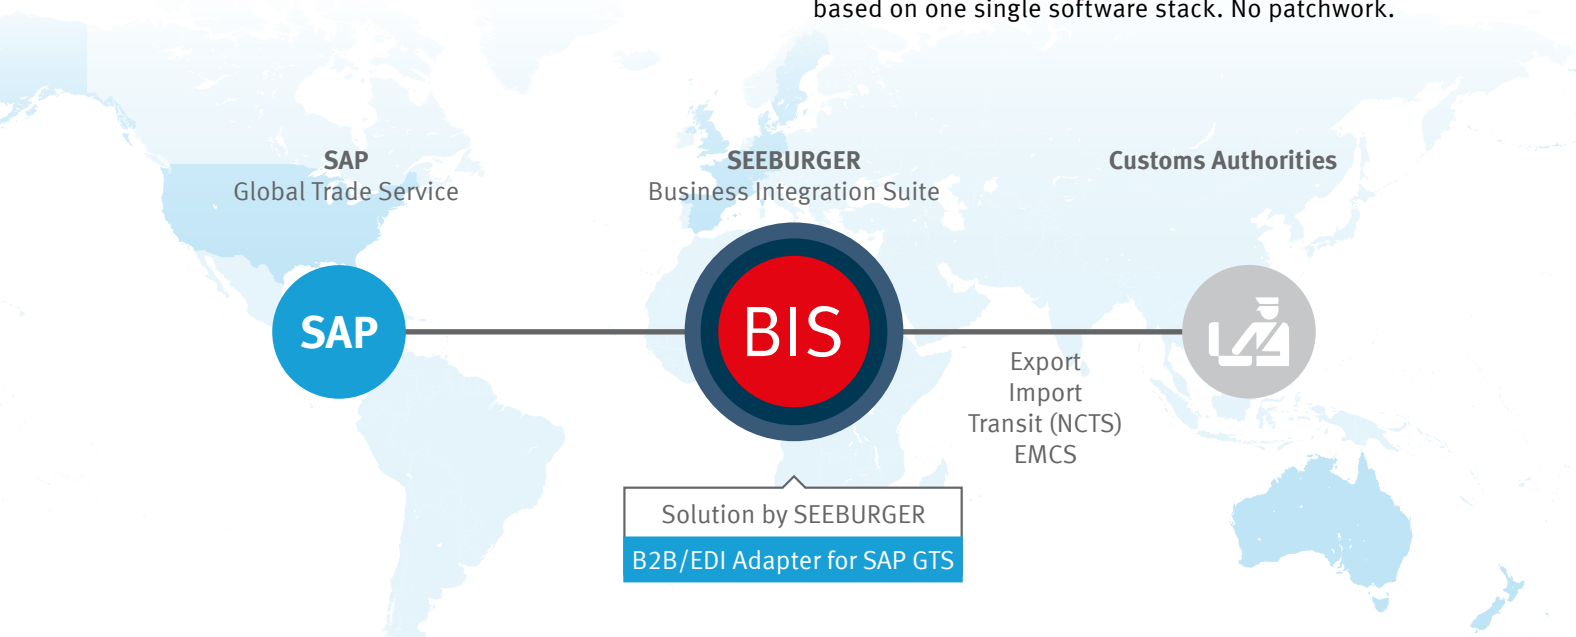 based on one single software stack. No patchwork.
SAP
Global Trade Service
SEEBURGER
Business Integration Suite
Customs Authorities
SAP
BIS
Export
Import
Transit (NCTS)
EMCS
Solution by SEEBURGER
B2B/EDI Adapter for SAP GTS